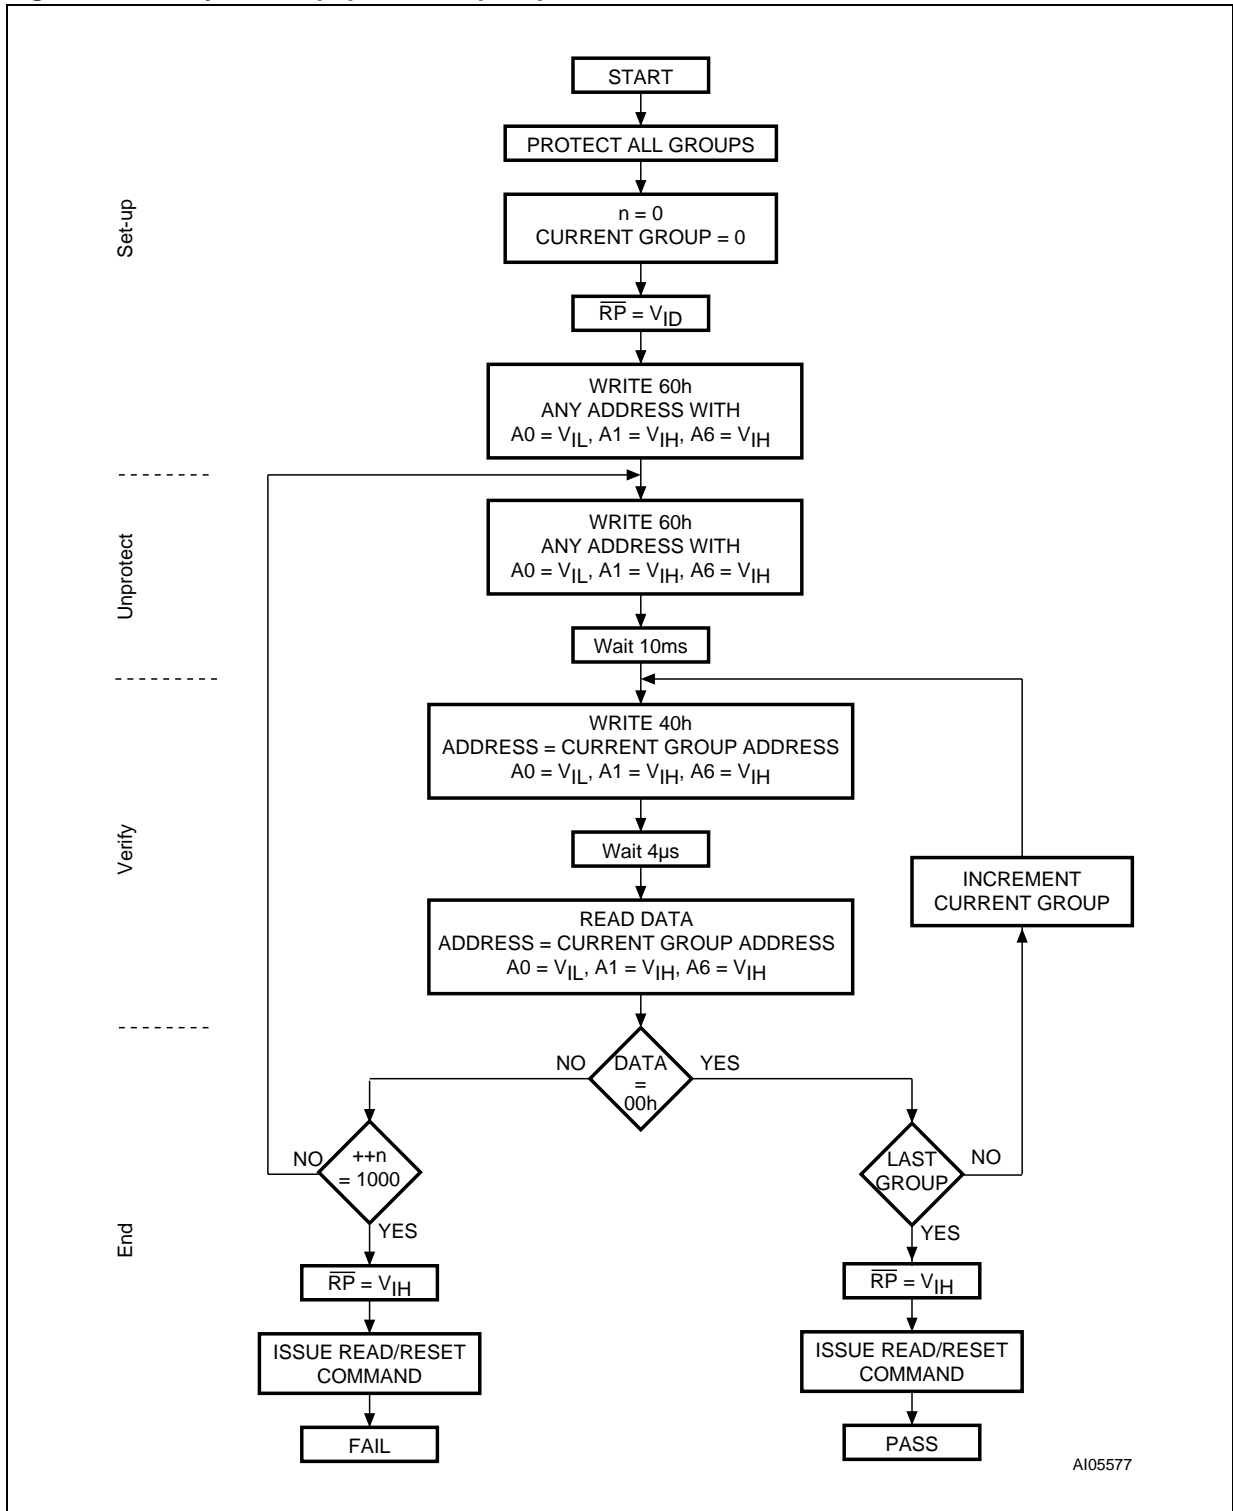 START
PROTECT ALL GROUPS
Set-up
n = 0
CURRENT GROUP = 0
RP = VID
WRITE 60h
ANY ADDRESS WITH
A0 = VIL, A1 = VIH, A6 = VIH
Unprotect
WRITE 60h
ANY ADDRESS WITH
A0 = VIL, A1 = VIH, A6 = VIH
Wait 10ms
Verify
WRITE 40h
ADDRESS = CURRENT GROUP ADDRESS
A0 = VIL, A1 = VIH, A6 = VIH
Wait 4µs
INCREMENT
CURRENT GROUP
READ DATA
ADDRESS = CURRENT GROUP ADDRESS
A0 = VIL, A1 = VIH, A6 = VIH
NO
DATA
=
00h
YES
End
NO
++n
= 1000
YES
LAST
GROUP
NO
YES
RP = VIH
ISSUE READ/RESET
COMMAND
FAIL
RP = VIH
ISSUE READ/RESET
COMMAND
PASS
AI05577